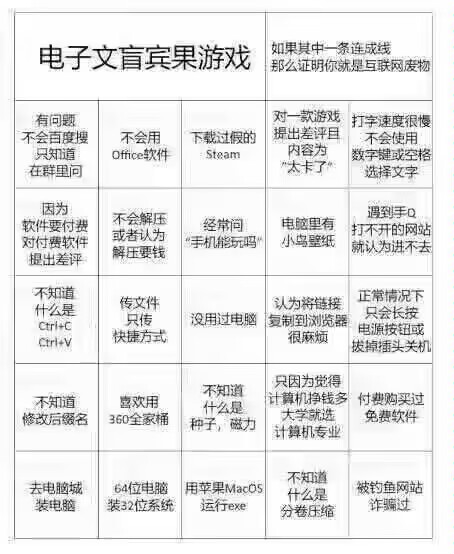 电子文盲宾果游戏
如果其中一条连成线
那么证明你就是互联网废物
有问题
不会百度搜
只知道
在群里问
不会用
Office软件
下载过假的
Steam
对一款游戏
提出差评且
内容为
“太卡了”
打字速度很慢
不会使用
数字键或空格
选择文字
因为
软件要付费
对付费软件
提出差评
不会解压
或者认为
解压要钱
经常问
“手机能玩吗”
电脑里有
小鸟壁纸
遇到手Q
打不开的网站
就认为进不去
不知道
什么是
Ctrl+C
Ctrl+V
传文件
只传
快捷方式
没用过电脑
认为将链接
复制到浏览器
很麻烦
正常情况下
只会长按
电源按钮或
拔掉插头关机
不知道
修改后缀名
喜欢用
360全家桶
不知道
什么是
种子，磁力
只因为觉得
计算机挣钱多
大学就选
计算机专业
付费购买过
免费软件
去电脑城
装电脑
64位电脑
装32位系统
用苹果MacOS
运行exe
不知道
什么是
分卷压缩
被钓鱼网站
诈骗过